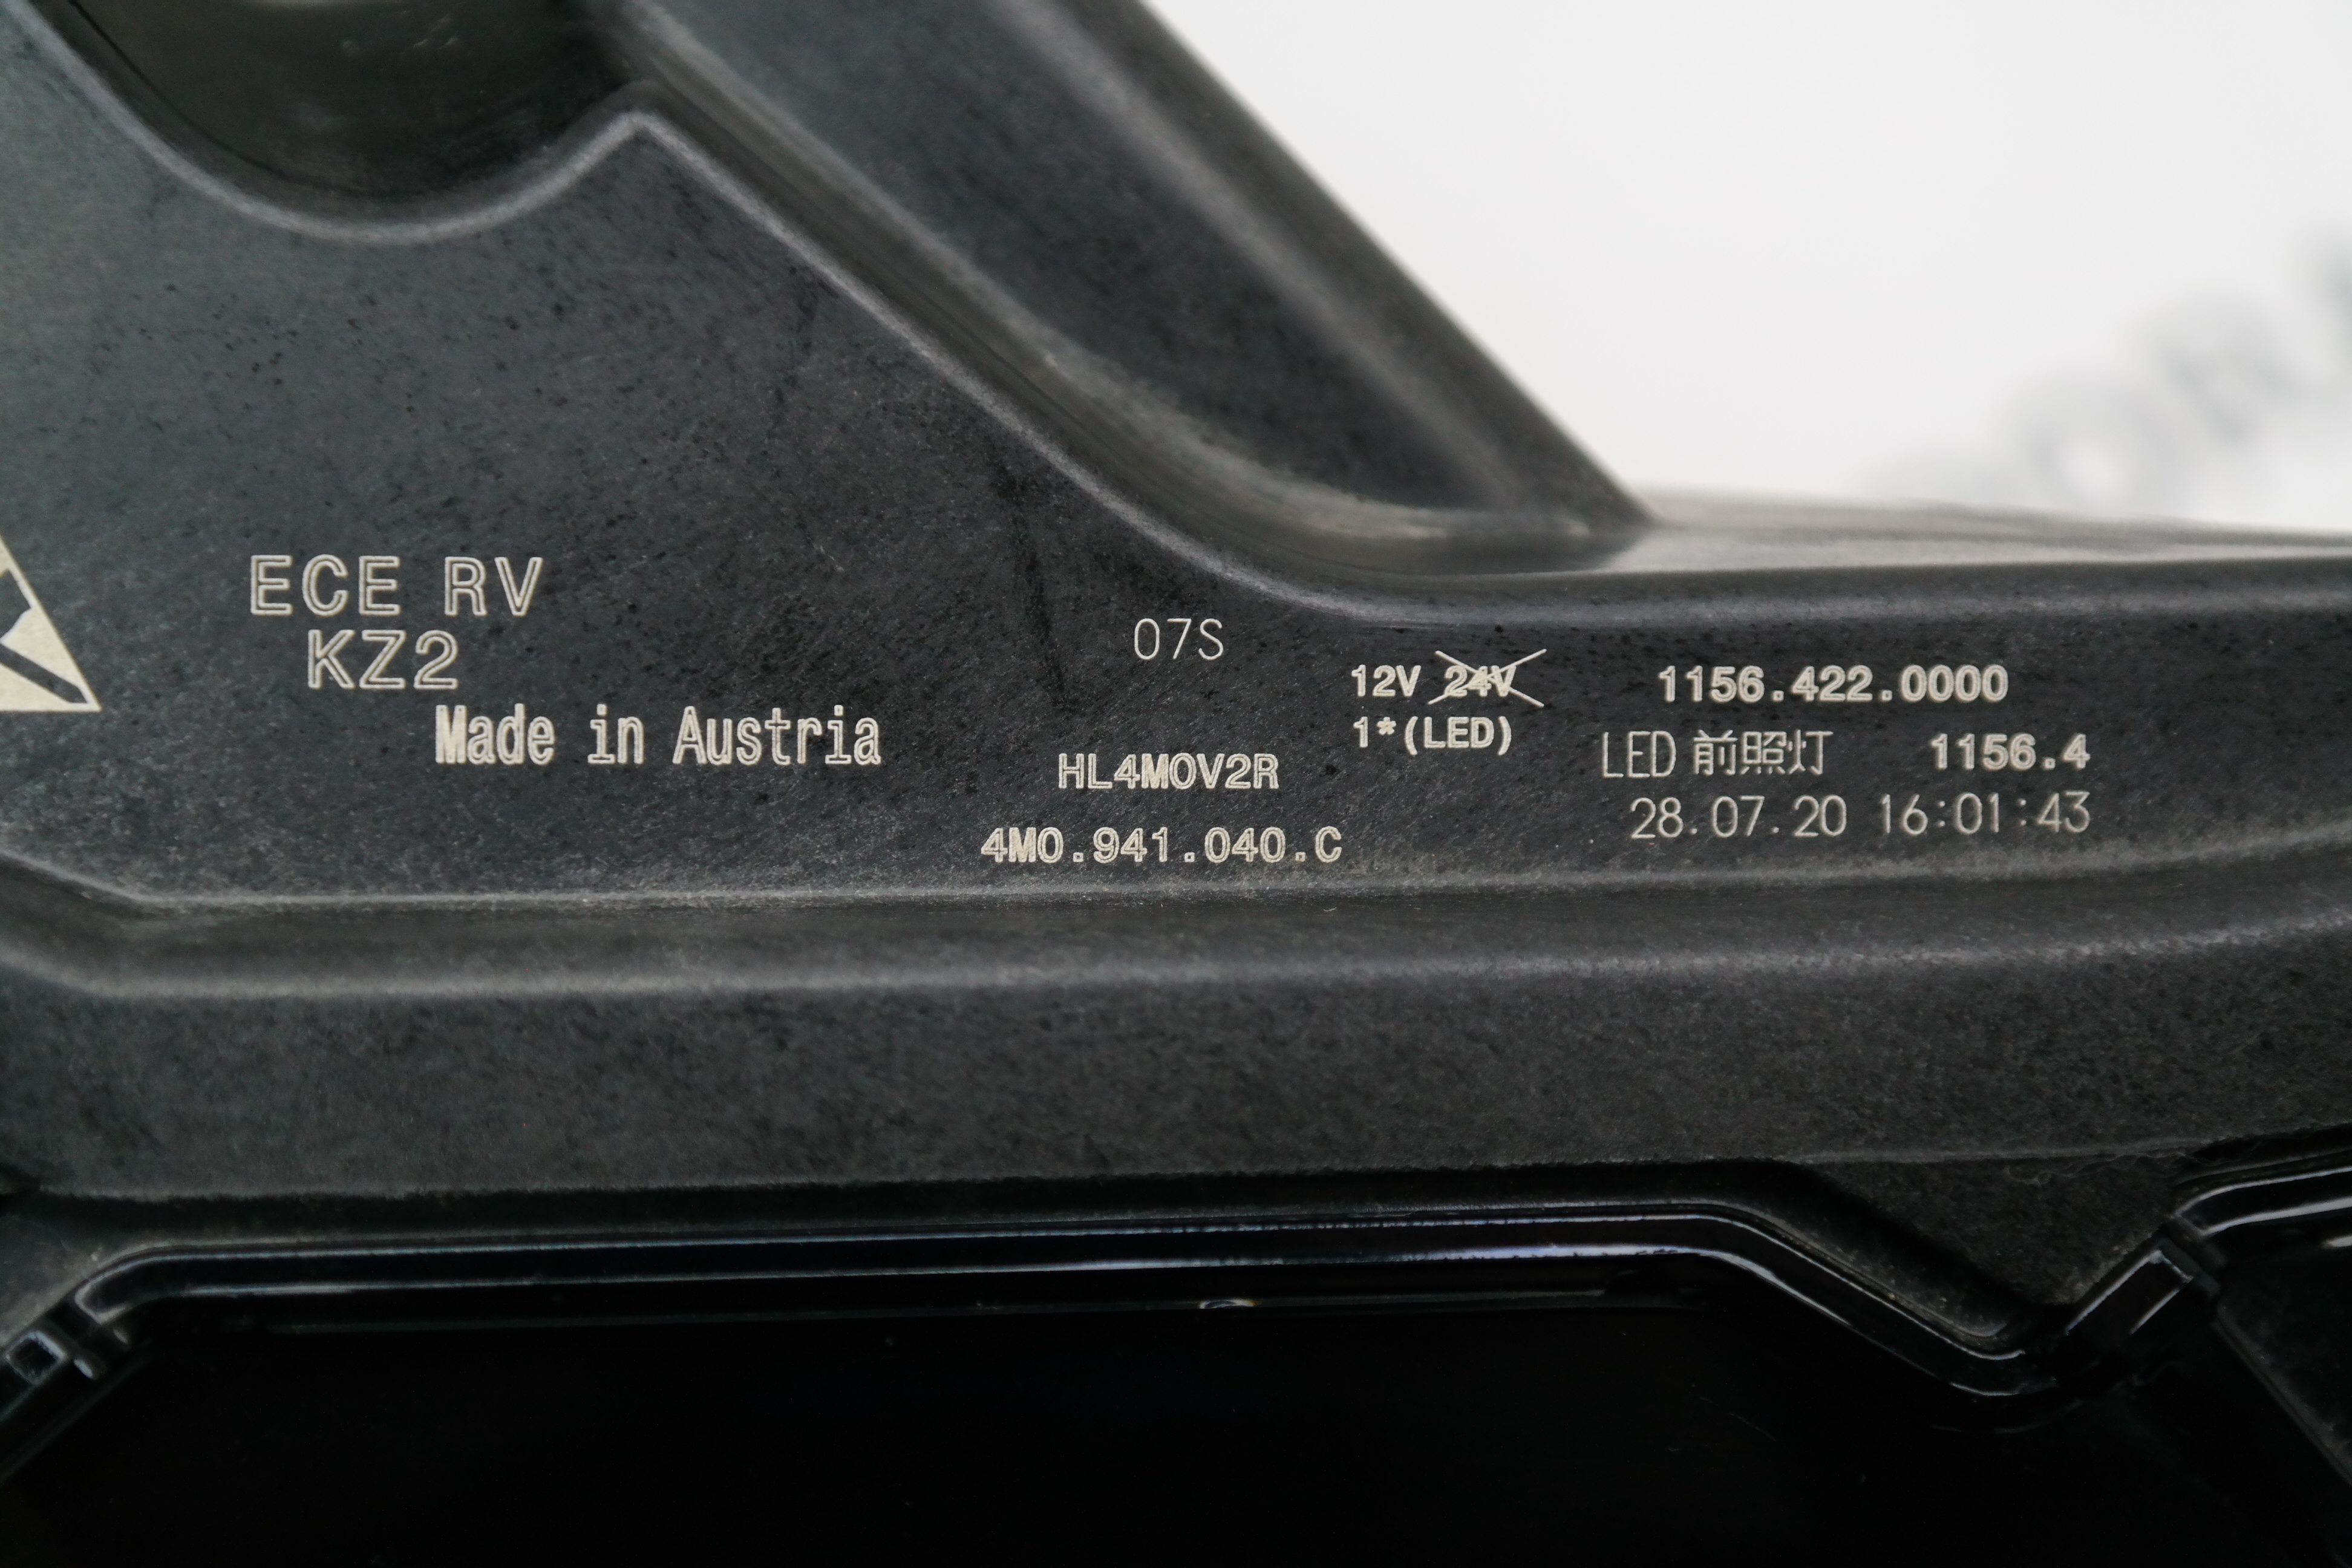 ECE RV
KZ2
Made in Austria
07S
HL4M0V2R
4M0.941.040.C
12V 24V
1*(LED)
1156.422.0000
LED 前照灯 1156.4
28.07.20 16:01:43